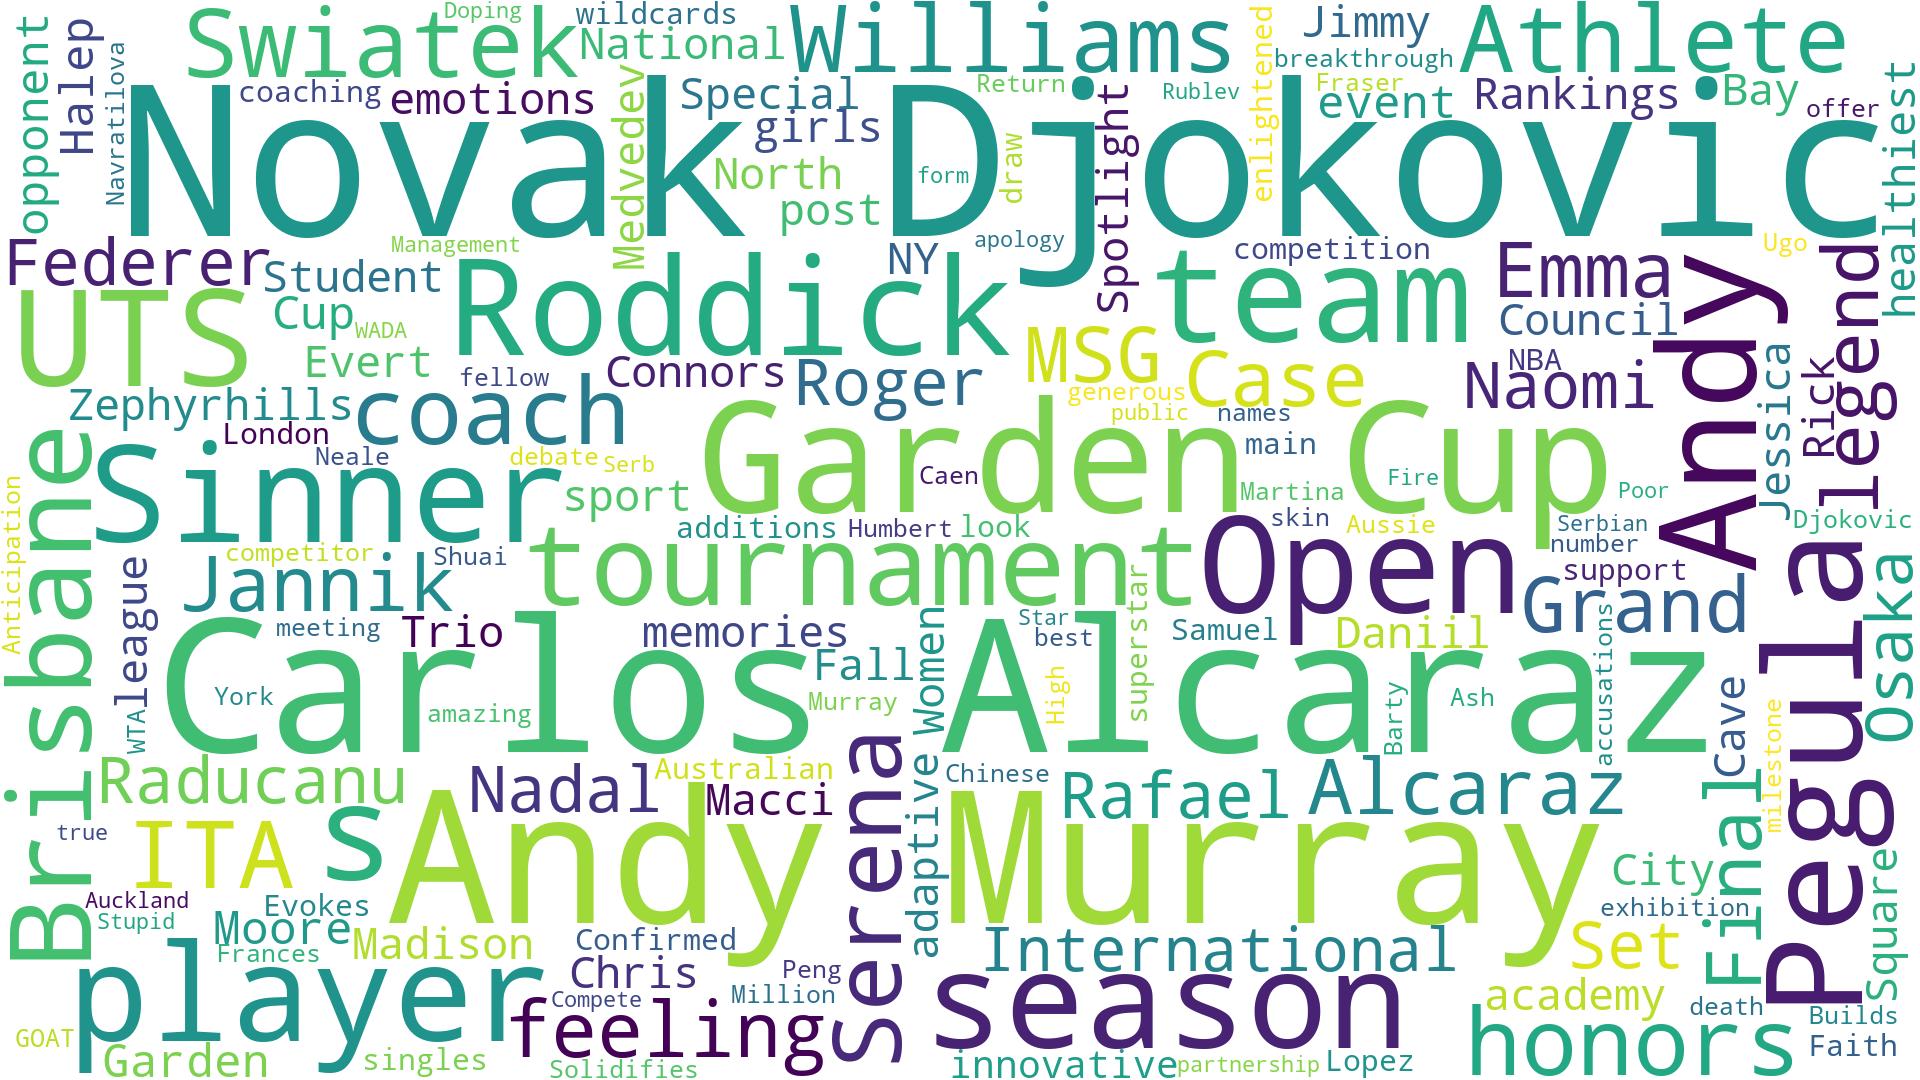 opponent
Halep
Navratilova
Swiatek
Doping
wildcards
National
Williams
enlightened
Jimmy
breakthrough
Athlete
Novak Djokovic
coaching
emotions
Medvedev
Special
girls
North
post
Return
form
draw
Spotlight
Rublev
Fraser
event
Rankings
Bay
offer
healthiest
Federer
Student
Management
NY
apology
competition
Emma
Ugo
legend
UTS
Cup
WADA
Evert
Roddick
team
Council
Andy
Zephyrhills
fellow
Connors
Roger
MSG
Case
generous
public
names
NBA
Naomi
Jessica
Rick
London
coach
Neale
debate
Serb
Garden Cup
Caen
main
Martina
Fire
Poor
Brisbane
Anticipation
Sinner
sport
additions
Humbert
look
skin
Aussie
Serbian
number
support
Djokovic
competitor
Shuai
tournament
Open
league
Jannik
superstar
Grand
Osaka
meeting
Trio
memories
Women
Star
best
Samuel
Daniil
accusations
Pegula
WTA
York
Carlos Alcaraz
amazing
Fall
Murray
High
Barty
Ash
Cave
milestone
Raducanu
Nadal
Australian
Macci
Serena
adaptive
Chinese
Rafael
Alcaraz
Final
true
ITA
s
Andy Murray
City
Square
Auckland
Stupid
Evokes
Moore
Frances
Madison
Confirmed
Chris
Peng
Million
International
Set
exhibition
player
Compete
feeling
season
academy
death
Builds
GOAT
Garden
singles
Solidifies
innovative
partnership
Lopez
honors
Faith